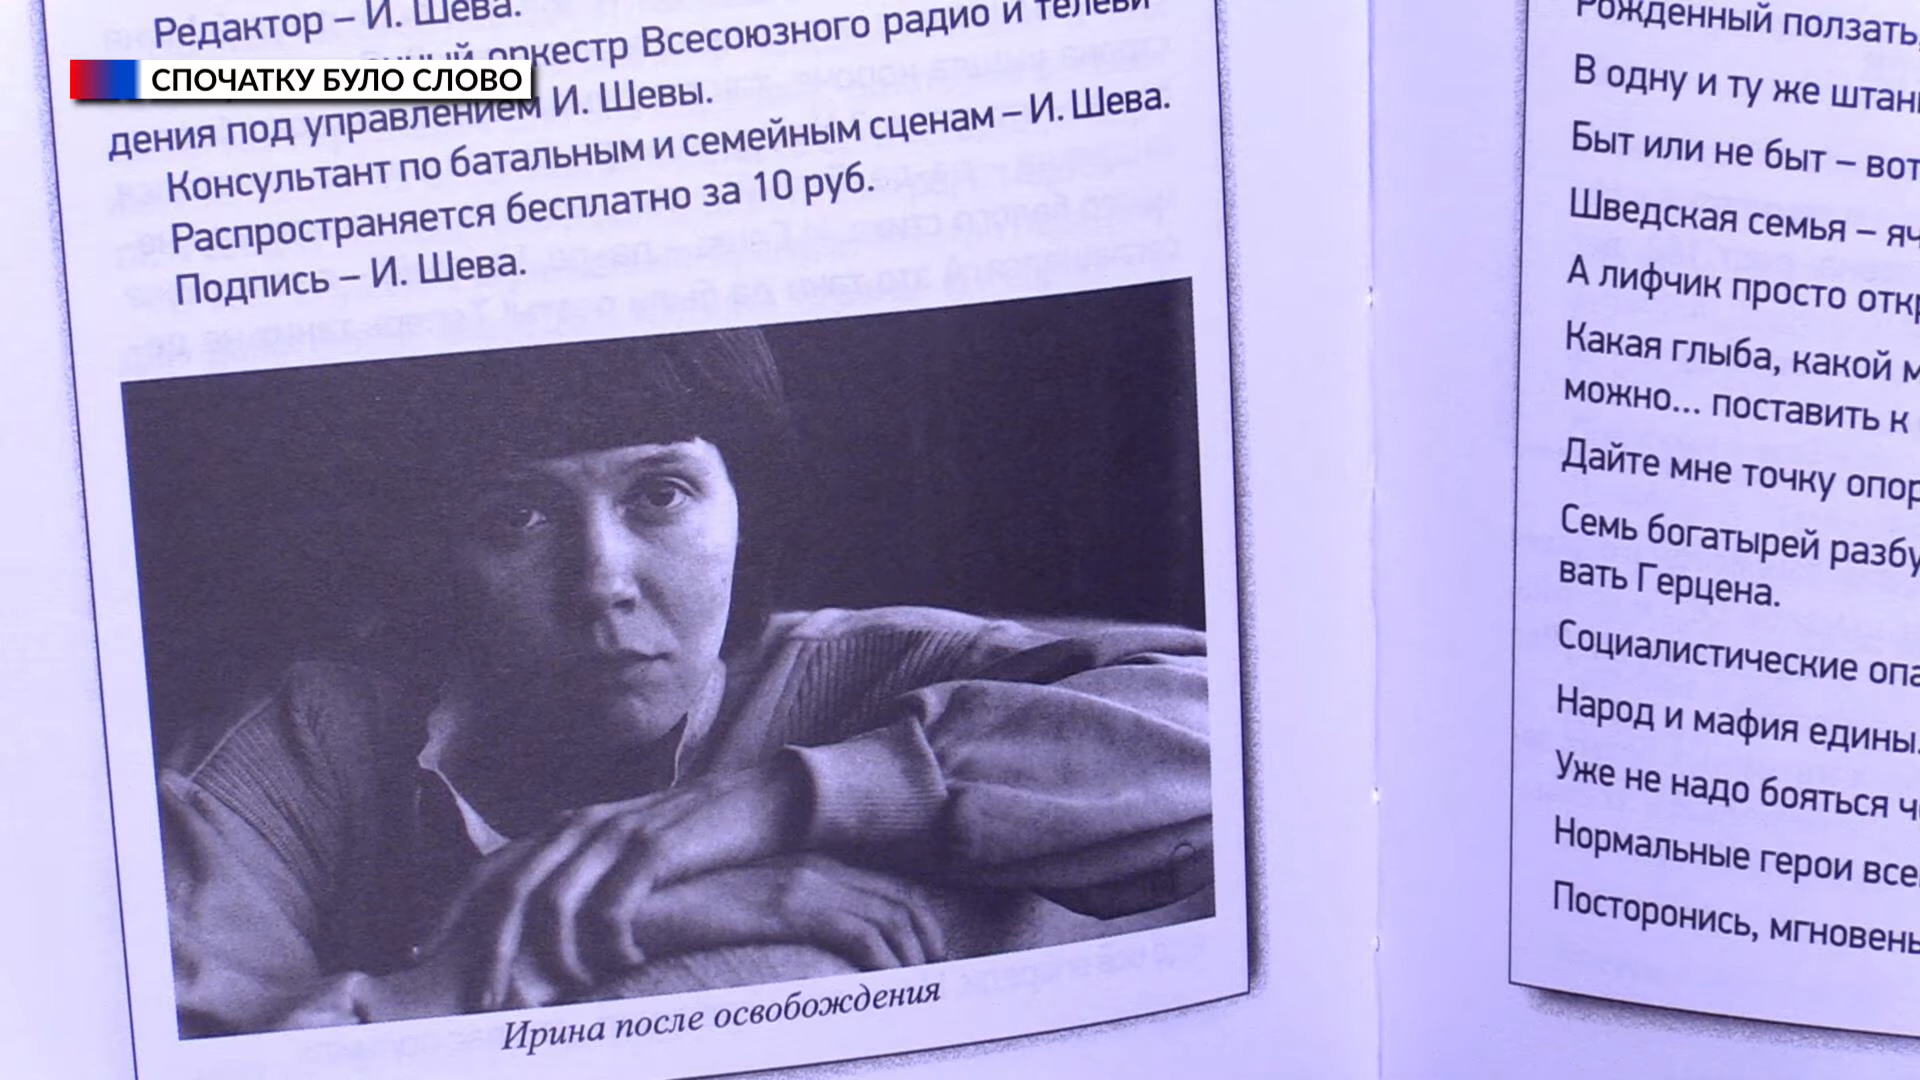 Редактор – И. Шева.
оркестр Всесоюзного радио и телеви
СПОЧАТКУ БУЛО СЛОВО
дения под управлением И. Шевы.
Консультант по батальным и семейным сценам – И. Шева.
Распространяется бесплатно за 10 руб.
Подпись – И. Шева.
Ирина после освобождения
Рожденный ползать,
В одну и ту же штан
Быт или не быт – вот
Шведская семья – яч
А лифчик просто откр
Какая глыба, какой м
можно... поставить к
Дайте мне точку опор
Семь богатырей разбу
вать Герцена.
Социалистические опа
Народ и мафия едины.
Уже не надо бояться ч
Нормальные герои все
Посторонись, мгновень